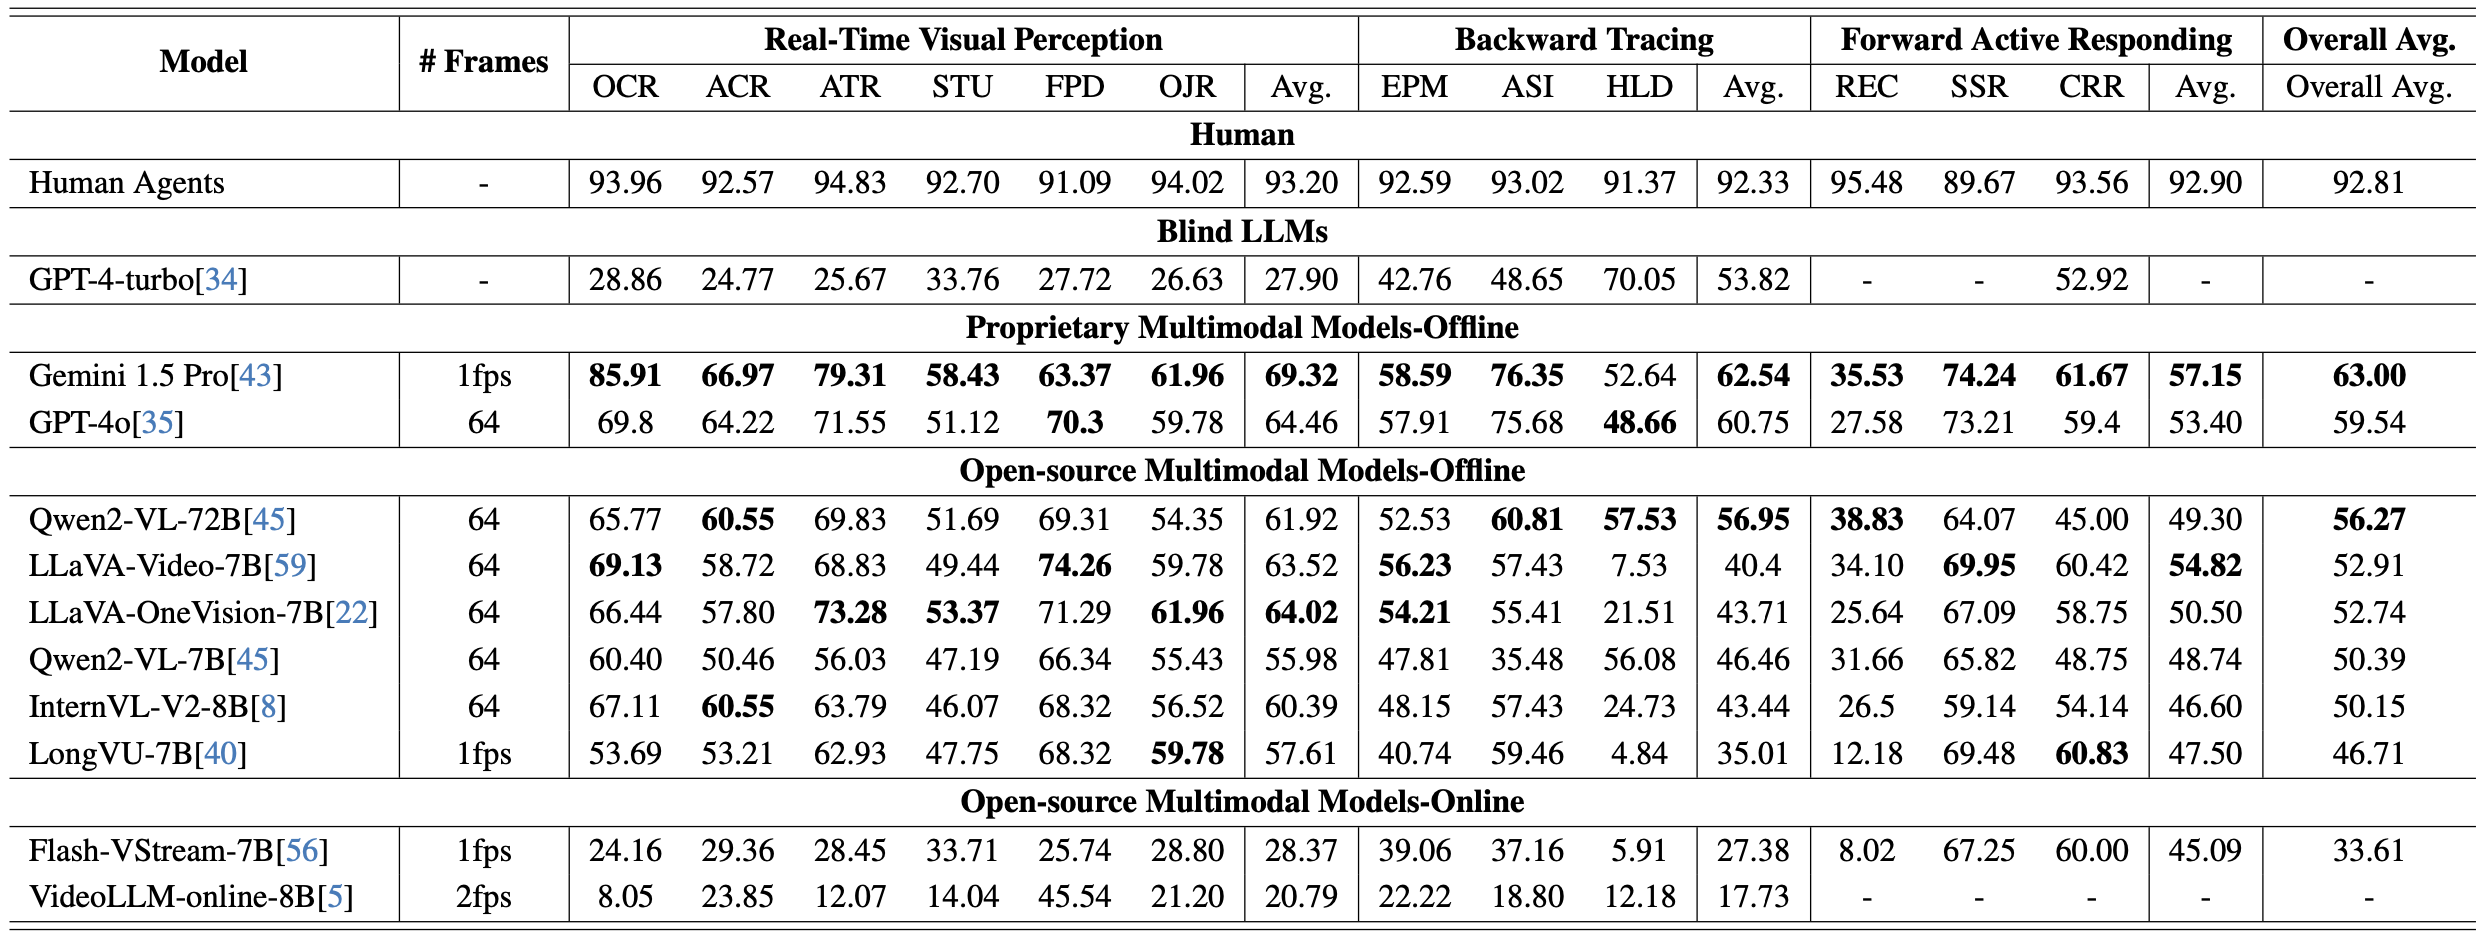 Model # Frames Real-Time Visual Perception Backward Tracing Forward Active Responding Overall Avg.
OCR ACR ATR STU FPD OJR Avg. EPM ASI HLD Avg. REC SSR CRR Avg. Overall Avg.
Human
Human Agents - 93.96 92.57 94.83 92.70 91.09 94.02 93.20 92.59 93.02 91.37 92.33 95.48 89.67 93.56 92.90 92.81
Blind LLMs
GPT-4-turbo[34] - 28.86 24.77 25.67 33.76 27.72 26.63 27.90 42.76 48.65 70.05 53.82 - - 52.92 - -
Proprietary Multimodal Models-Offline
Gemini 1.5 Pro[43] 1fps 85.91 66.97 79.31 58.43 63.37 61.96 69.32 58.59 76.35 52.64 62.54 35.53 74.24 61.67 57.15 63.00
GPT-4o[35] 64 69.8 64.22 71.55 51.12 70.3 59.78 64.46 57.91 75.68 48.66 60.75 27.58 73.21 59.4 53.40 59.54
Open-source Multimodal Models-Offline
Qwen2-VL-72B[45] 64 65.77 60.55 69.83 51.69 69.31 54.35 61.92 52.53 60.81 57.53 56.95 38.83 64.07 45.00 49.30 56.27
LLaVA-Video-7B[59] 64 69.13 58.72 68.83 49.44 74.26 59.78 63.52 56.23 57.43 7.53 40.4 34.10 69.95 60.42 54.82 52.91
LLaVA-OneVision-7B[22] 64 66.44 57.80 73.28 53.37 71.29 61.96 64.02 54.21 55.41 21.51 43.71 25.64 67.09 58.75 50.50 52.74
Qwen2-VL-7B[45] 64 60.40 50.46 56.03 47.19 66.34 55.43 55.98 47.81 35.48 56.08 46.46 31.66 65.82 48.75 48.74 50.39
InternVL-V2-8B[8] 64 67.11 60.55 63.79 46.07 68.32 56.52 60.39 48.15 57.43 24.73 43.44 26.5 59.14 54.14 46.60 50.15
LongVU-7B[40] 1fps 53.69 53.21 62.93 47.75 68.32 59.78 57.61 40.74 59.46 4.84 35.01 12.18 69.48 60.83 47.50 46.71
Open-source Multimodal Models-Online
Flash-VStream-7B[56] 1fps 24.16 29.36 28.45 33.71 25.74 28.80 28.37 39.06 37.16 5.91 27.38 8.02 67.25 60.00 45.09 33.61
VideoLLM-online-8B[5] 2fps 8.05 23.85 12.07 14.04 45.54 21.20 20.79 22.22 18.80 12.18 17.73 - - - - -